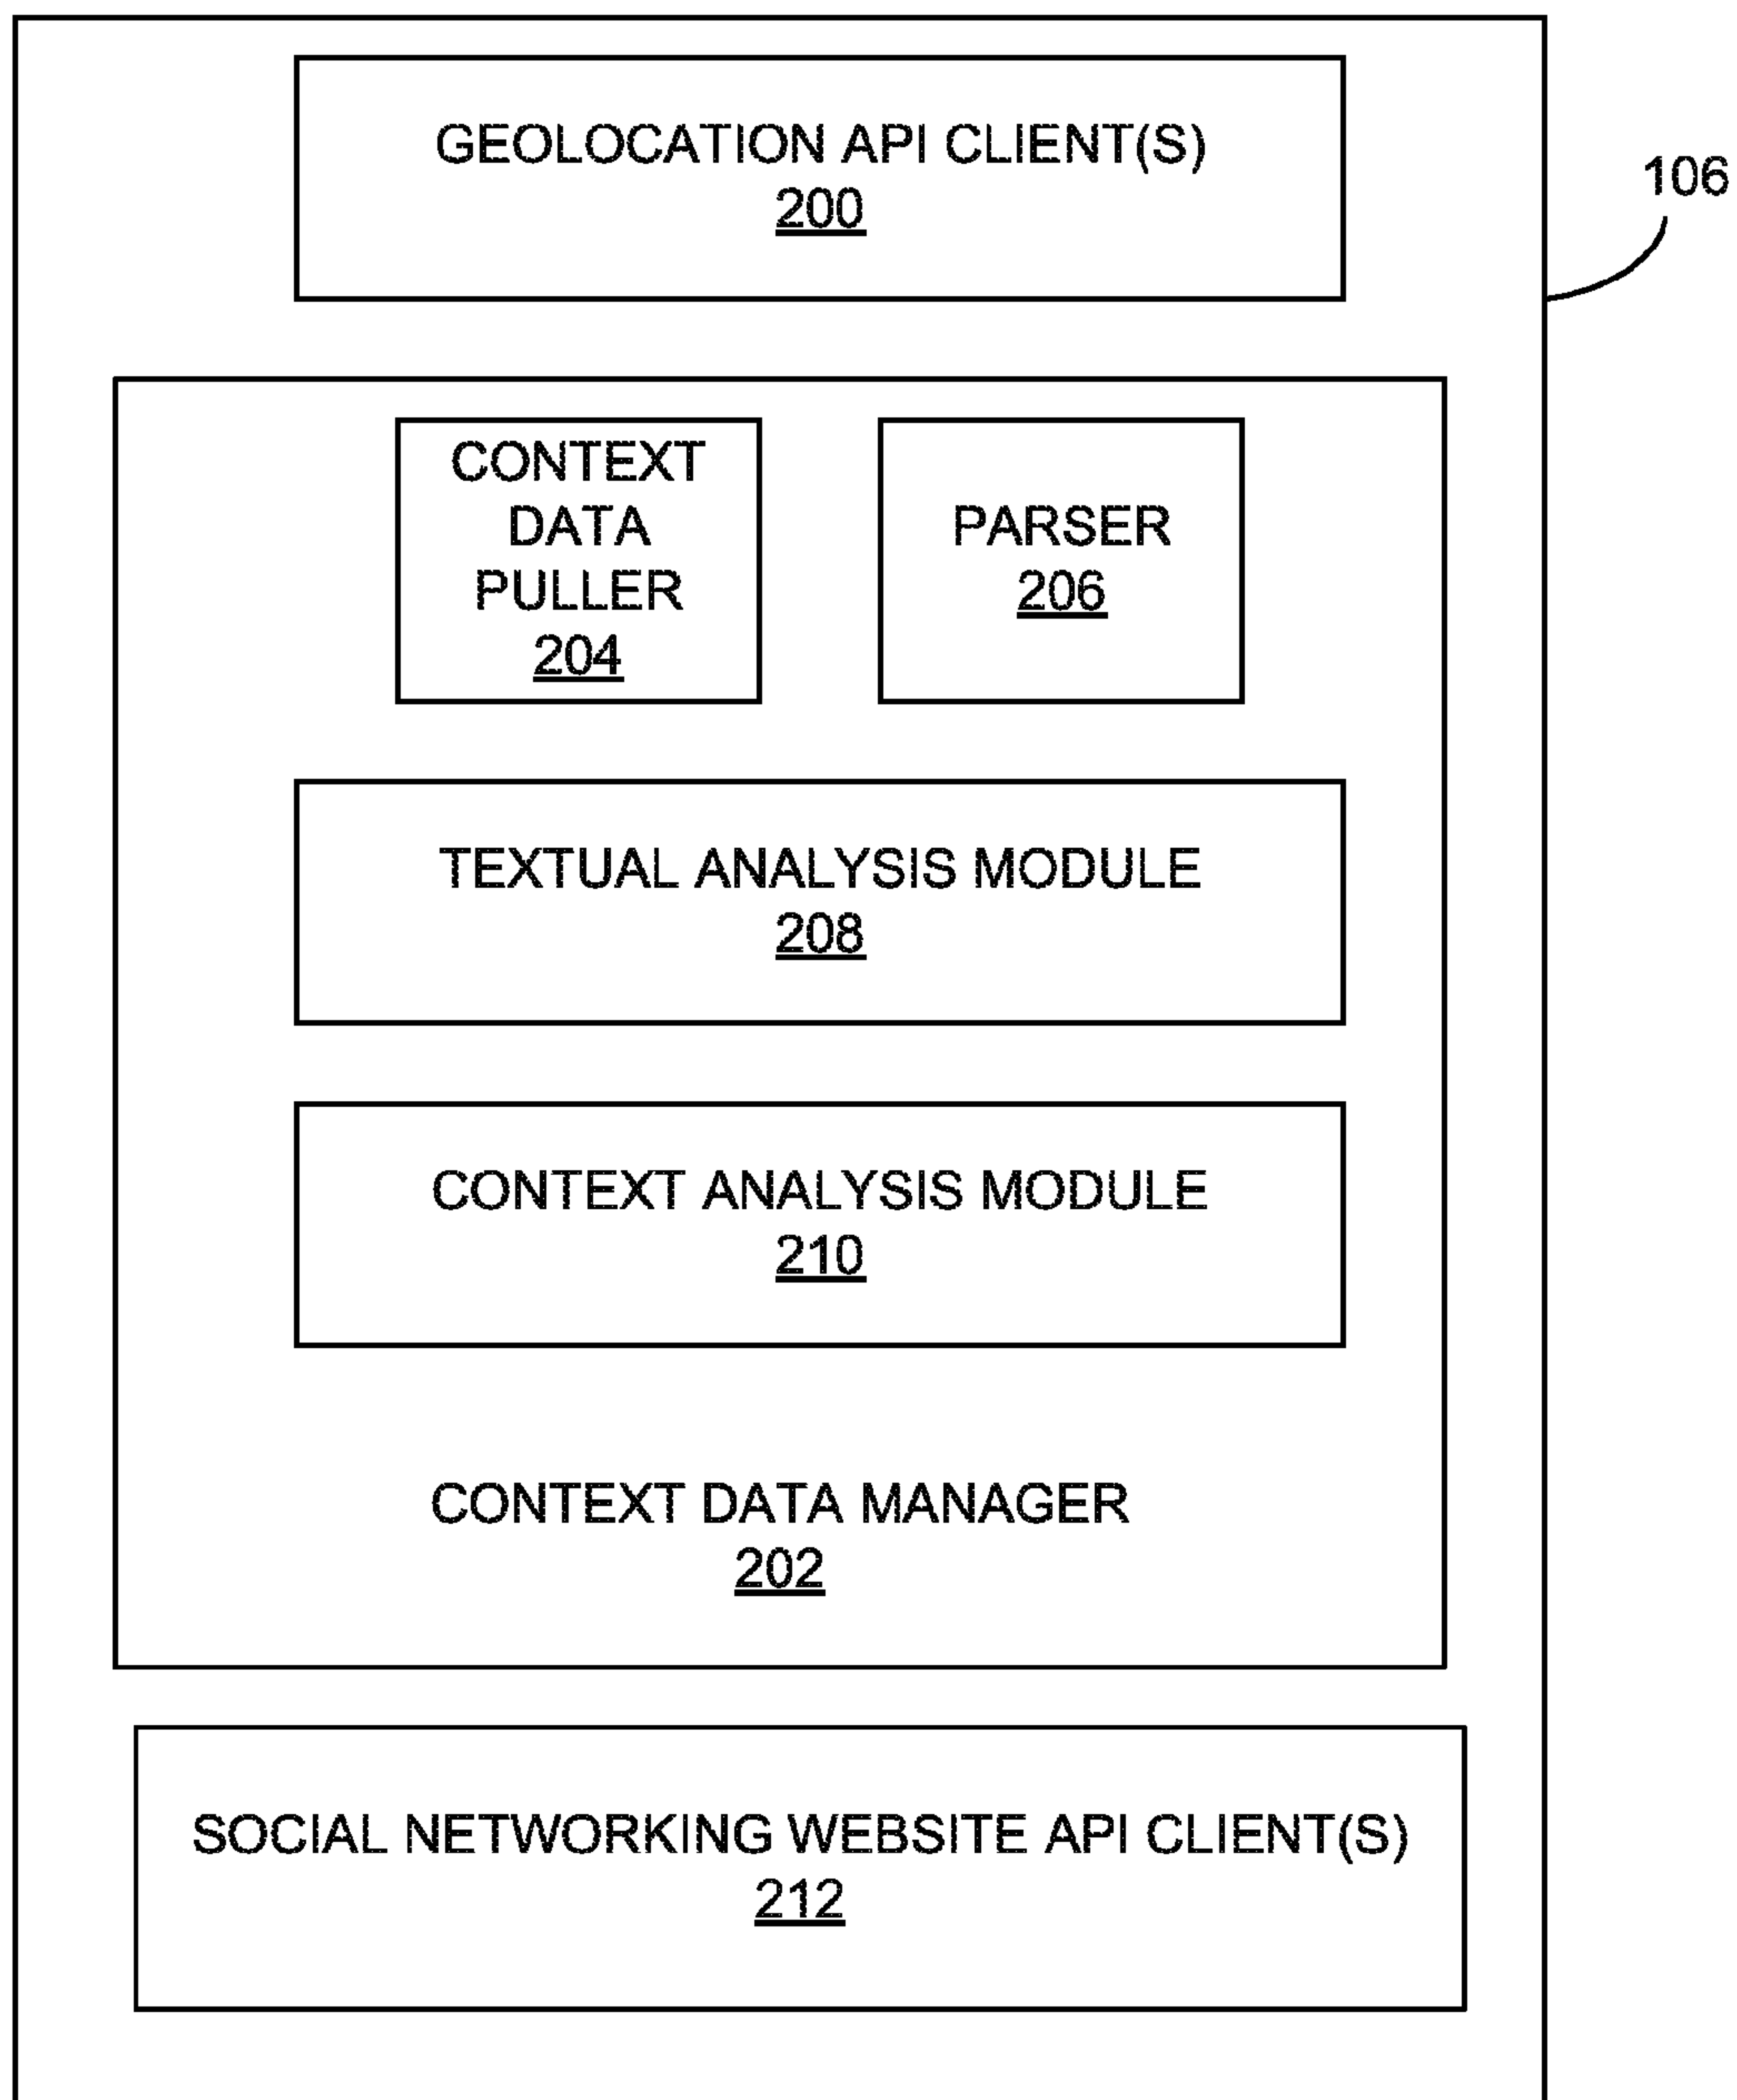 GEOLOCATION API CLIENT(S)
200
106
CONTEXT
DATA
PULLER
204
PARSER
206
TEXTUAL ANALYSIS MODULE
208
CONTEXT ANALYSIS MODULE
210
CONTEXT DATA MANAGER
202
SOCIAL NETWORKING WEBSITE API CLIENT(S)
212